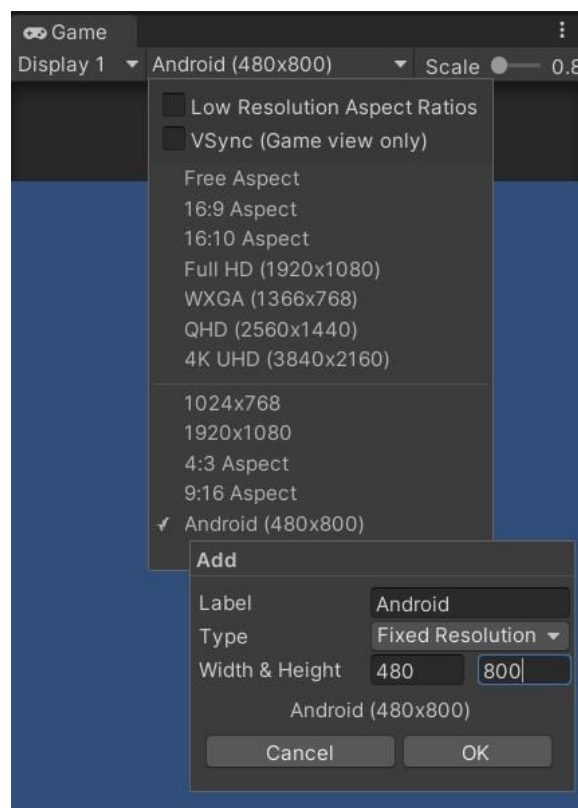 Game
Display 1 Android (480x800) Scale 0.8
Low Resolution Aspect Ratios
VSync (Game view only)
Free Aspect
16:9 Aspect
16:10 Aspect
Full HD (1920x1080)
WXGA (1366x768)
QHD (2560x1440)
4K UHD (3840x2160)
1024x768
1920x1080
4:3 Aspect
9:16 Aspect
Android (480x800)
Add
Label Android
Type Fixed Resolution
Width & Height 480 800
Android (480x800)
Cancel OK